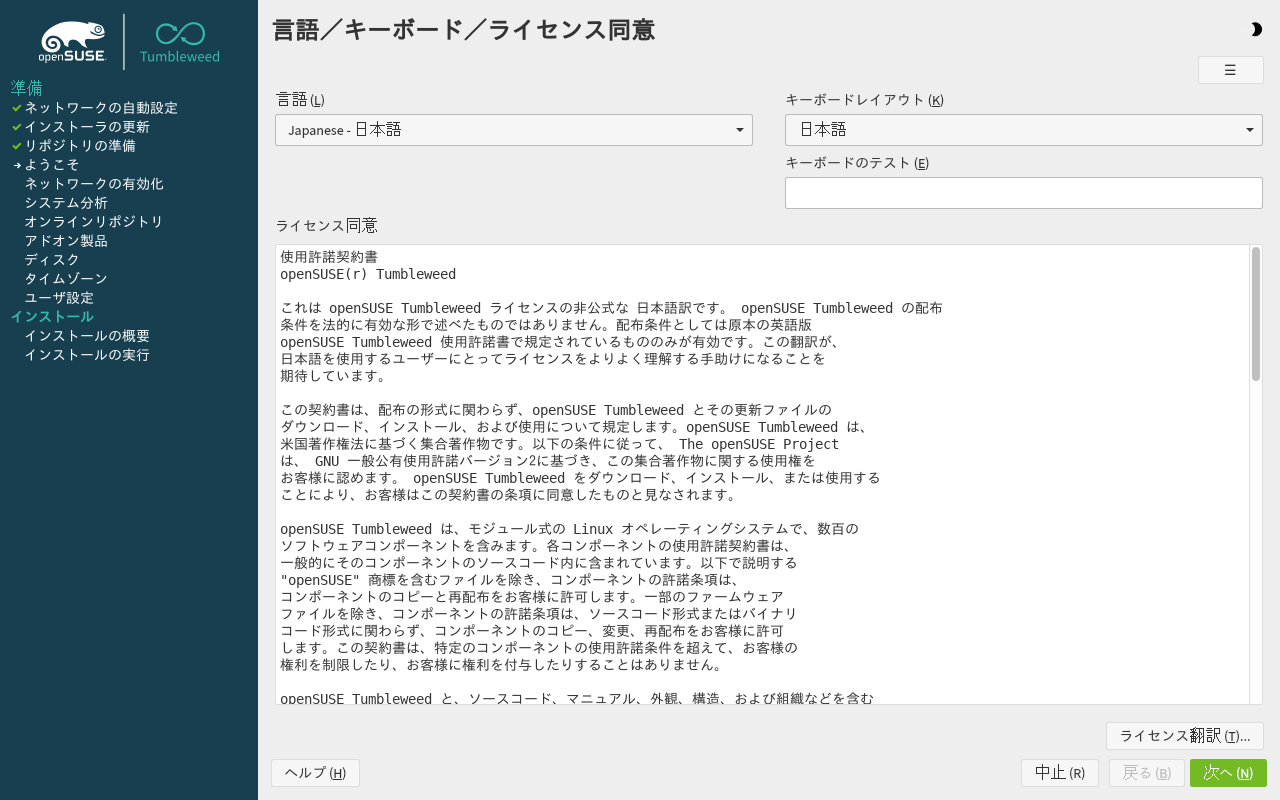 openSUSE
Tumbleweed
準備
ネットワークの自動設定
インストーラの更新
リポジトリの準備
ようこそ
ネットワークの有効化
システム分析
オンラインリポジトリ
アドオン製品
ディスク
タイムゾーン
ユーザ設定
インストール
インストールの概要
インストールの実行
言語／キーボード／ライセンス同意
言語 (L)
Japanese - 日本語
キーボードレイアウト (K)
日本語
キーボードのテスト (E)
ライセンス同意
使用許諾契約書
openSUSE(r) Tumbleweed
これは openSUSE Tumbleweed ライセンスの非公式な 日本語訳です。 openSUSE Tumbleweed の配布
条件を法的に有効な形で述べたものではありません。配布条件としては原本の英語版
openSUSE Tumbleweed 使用許諾書で規定されているもののみが有効です。この翻訳が、
日本語を使用するユーザーにとってライセンスをよりよく理解する手助けになることを
期待しています。
この契約書は、配布の形式に関わらず、openSUSE Tumbleweed とその更新ファイルの
ダウンロード、インストール、および使用について規定します。openSUSE Tumbleweed は、
米国著作権法に基づく集合著作物です。以下の条件に従って、 The openSUSE Project
は、 GNU 一般公有使用許諾バージョン2に基づき、この集合著作物に関する使用権を
お客様に認めます。 openSUSE Tumbleweed をダウンロード、インストール、または使用する
ことにより、お客様はこの契約書の条項に同意したものと見なされます。
openSUSE Tumbleweed は、モジュール式の Linux オペレーティングシステムで、数百の
ソフトウェアコンポーネントを含みます。各コンポーネントの使用許諾契約書は、
一般的にそのコンポーネントのソースコード内に含まれています。以下で説明する
"openSUSE" 商標を含むファイルを除き、コンポーネントの許諾条項は、
コンポーネントのコピーと再配布をお客様に許可します。一部のファームウェア
ファイルを除き、コンポーネントの許諾条項は、ソースコード形式またはバイナリ
コード形式に関わらず、コンポーネントのコピー、変更、再配布をお客様に許可
します。この契約書は、特定のコンポーネントの使用許諾条件を超えて、お客様の
権利を制限したり、お客様に権利を付与したりすることはありません。
openSUSE Tumbleweed と、ソースコード、マニュアル、外観、構造、および組織などを含む
ライセンス翻訳 (T)...
ヘルプ (H)
中止 (R)
戻る (B)
次へ (N)